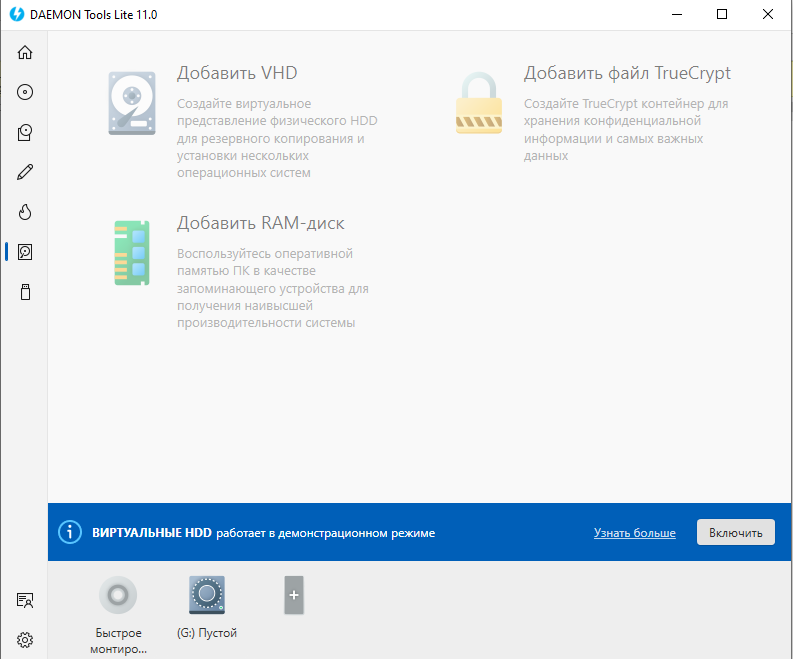 DAEMON Tools Lite 11.0
Добавить VHD
Создайте виртуальное
представление физического HDD
для резервного копирования и
установки нескольких
операционных систем
Добавить файл TrueCrypt
Создайте TrueCrypt контейнер для
хранения конфиденциальной
информации и самых важных
данных
Добавить RAM-диск
Воспользуйтесь оперативной
памятью ПК в качестве
запоминающего устройства для
получения наивысшей
производительности системы
ВИРТУАЛЬНЫЕ HDD работает в демонстрационном режиме
Узнать больше
Включить
Быстрое
монтиро...
(G:) Пустой